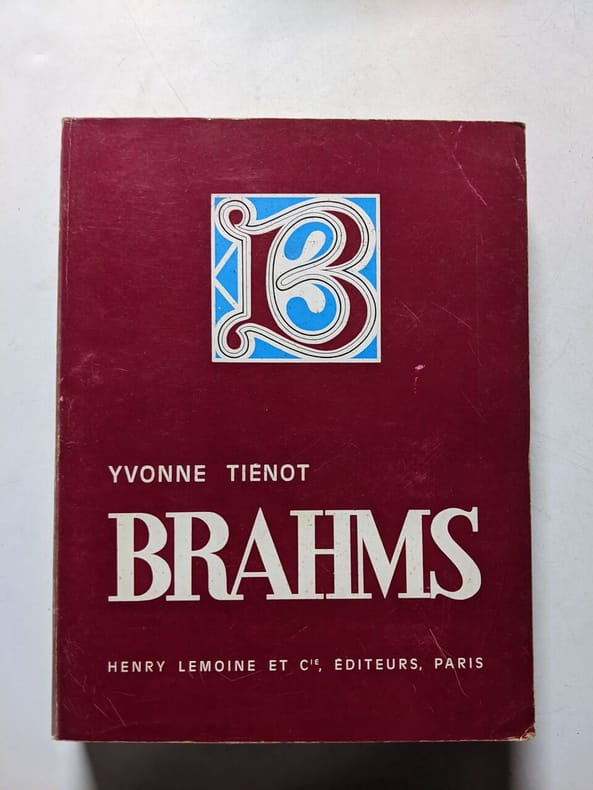 B
YVONNE TIÉNOT
BRAHMS
HENRY LEMOINE ET Cᴵᴱ, ÉDITEURS, PARIS